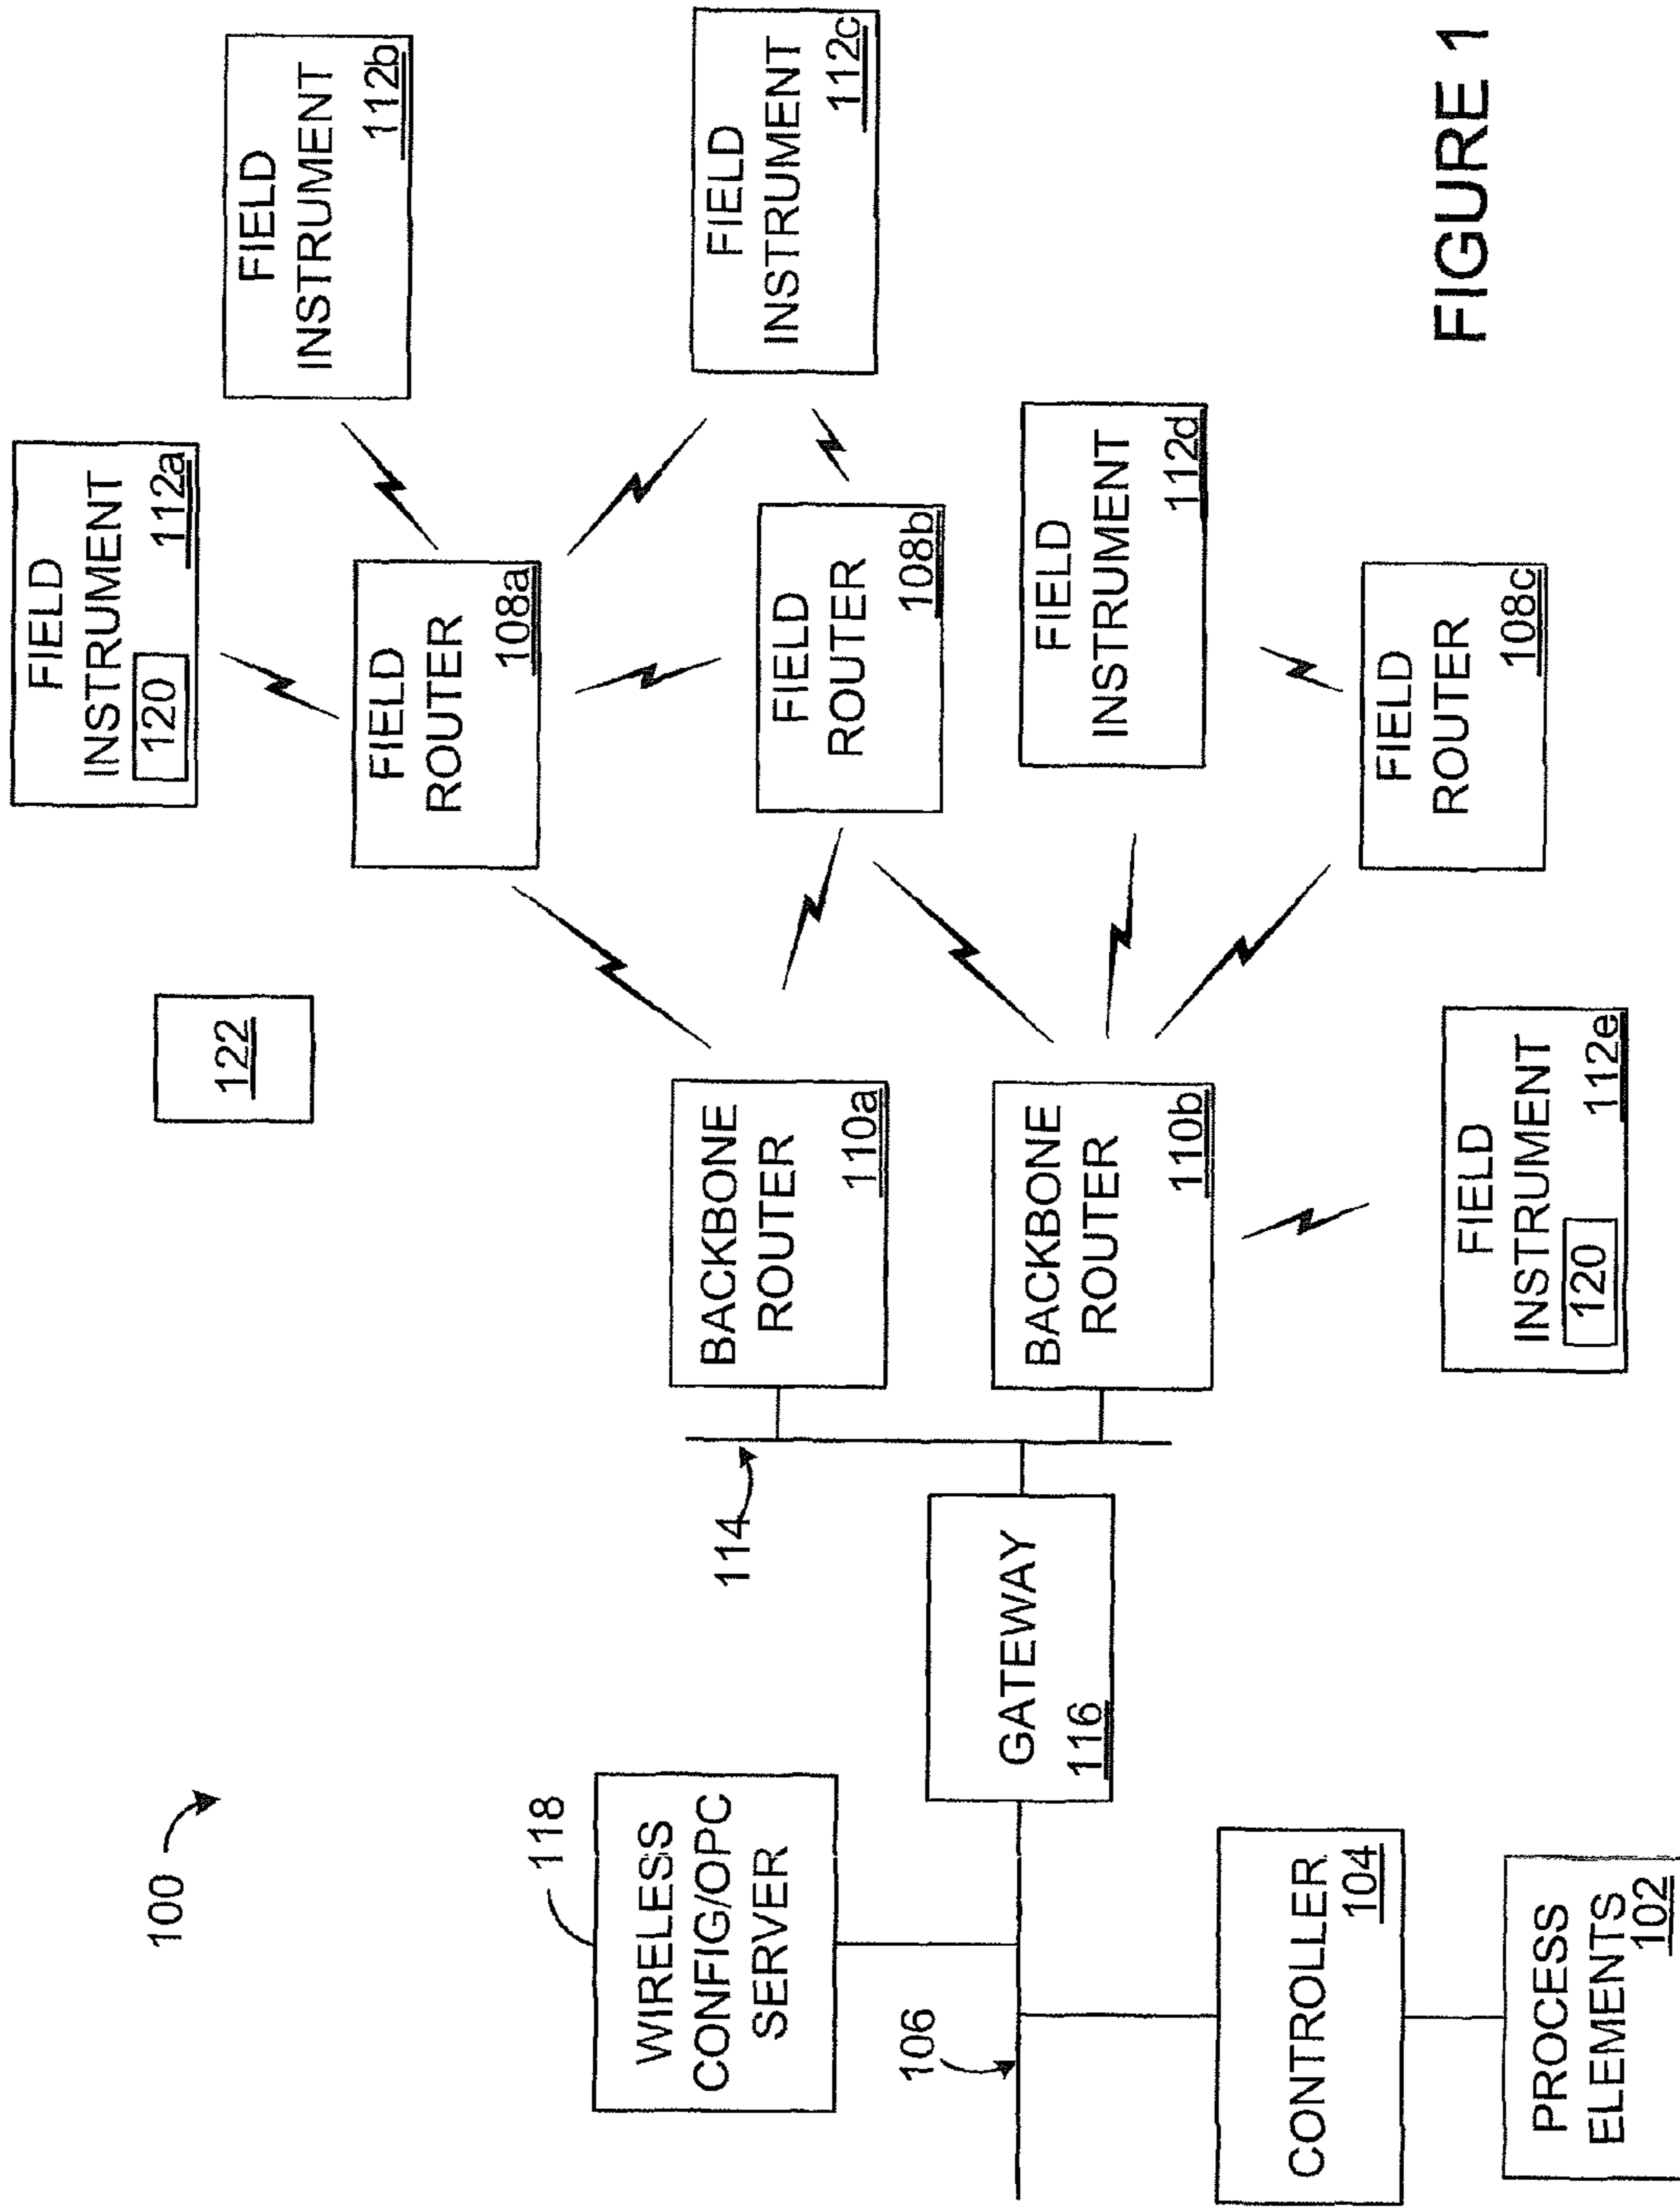 100
122
FIELD
INSTRUMENT
120
112a
FIELD
INSTRUMENT
112b
FIELD
ROUTER
108a
WIRELESS
CONFIG/OPC
SERVER
118
114
BACKBONE
ROUTER
110a
FIELD
ROUTER
108b
FIELD
INSTRUMENT
112c
106
GATEWAY
116
BACKBONE
ROUTER
110b
FIELD
INSTRUMENT
112d
CONTROLLER
104
FIELD
ROUTER
108c
PROCESS
ELEMENTS
102
FIELD
INSTRUMENT
120
112e
FIGURE 1